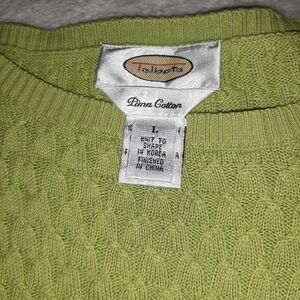 Talbots
Pima Cotton
L
KNIT TO
SHAPE
IN KOREA
FINISHED
IN CHINA